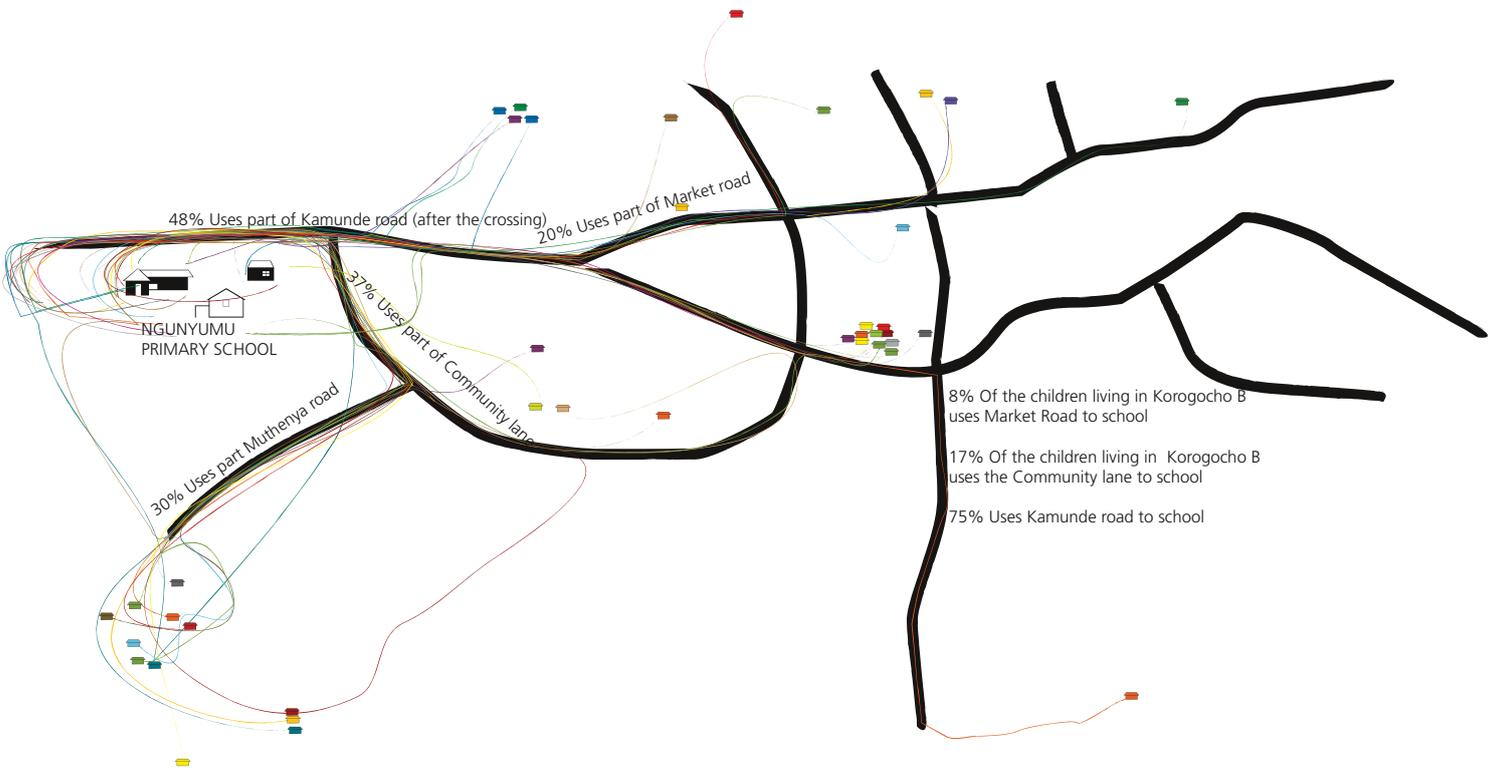 48% Uses part of Kamunde road (after the crossing)
20% Uses part of Market road
37% Uses part of Community lane
NGUNYUMU
PRIMARY SCHOOL
30% Uses part Muthenya road
8% Of the children living in Korogocho B
uses Market Road to school
17% Of the children living in  Korogocho B
uses the Community lane to school
75% Uses Kamunde road to school